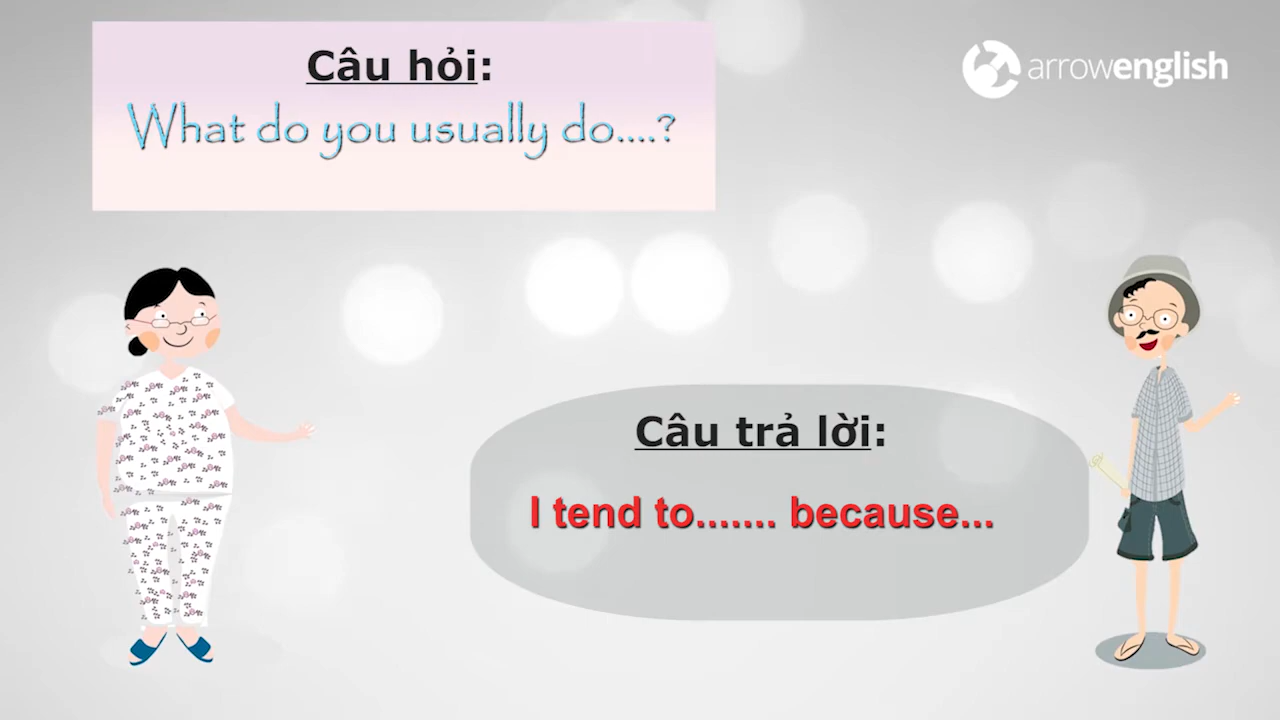 Câu hỏi:
What do you usually do....?
arrowenglish
Câu trả lời:
I tend to....... because...